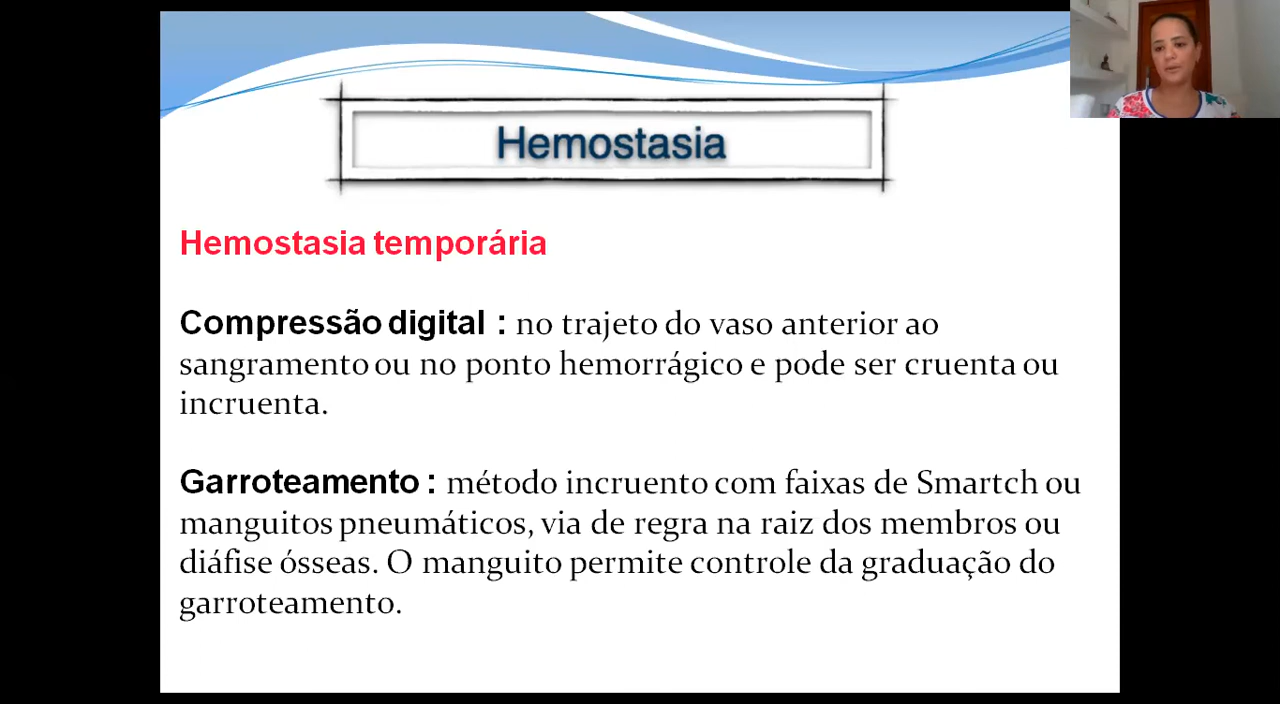 Hemostasia
Hemostasia temporária
Compressão digital : no trajeto do vaso anterior ao
sangramento ou no ponto hemorrágico e pode ser cruenta ou
incruenta.
Garroteamento : método incruento com faixas de Smartch ou
manguitos pneumáticos, via de regra na raiz dos membros ou
diáfise ósseas. O manguito permite controle da graduação do
garroteamento.